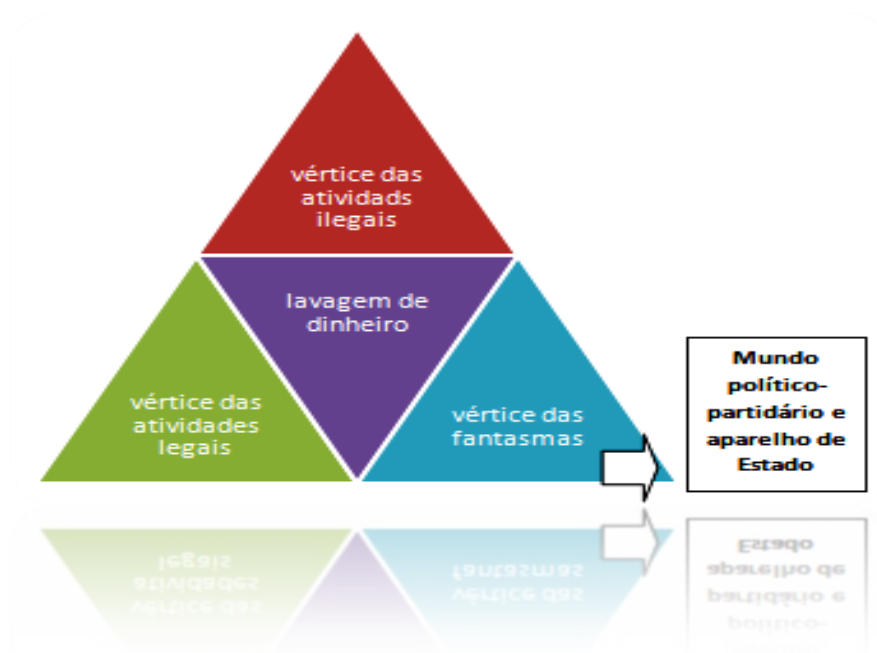 vértice das
atividads
ilegais
lavagem de
dinheiro
vértice das
atividades
legais
vértice das
fantasmas
Mundo
político-
partidário e
aparelho de
Estado